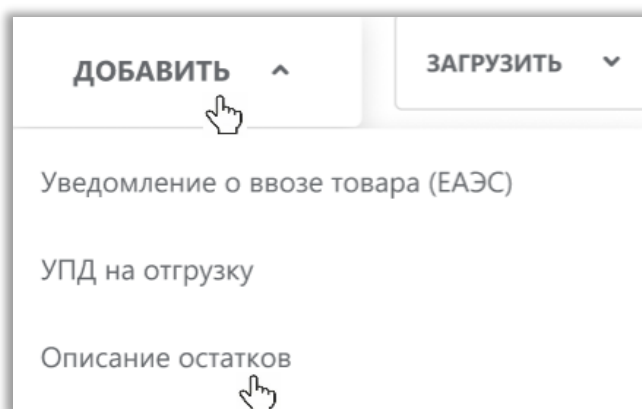 ДОБАВИТЬ
ЗАГРУЗИТЬ
Уведомление о ввозе товара (ЕАЭС)
УПД на отгрузку
Описание остатков